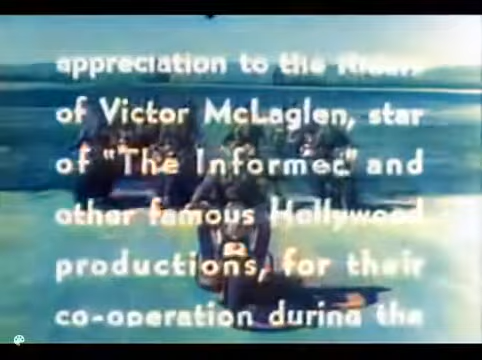 appreciation to the Riders
of Victor McLaglen, star
of "The Informer" and
other famous Hollywood
productions, for their
co-operation during the